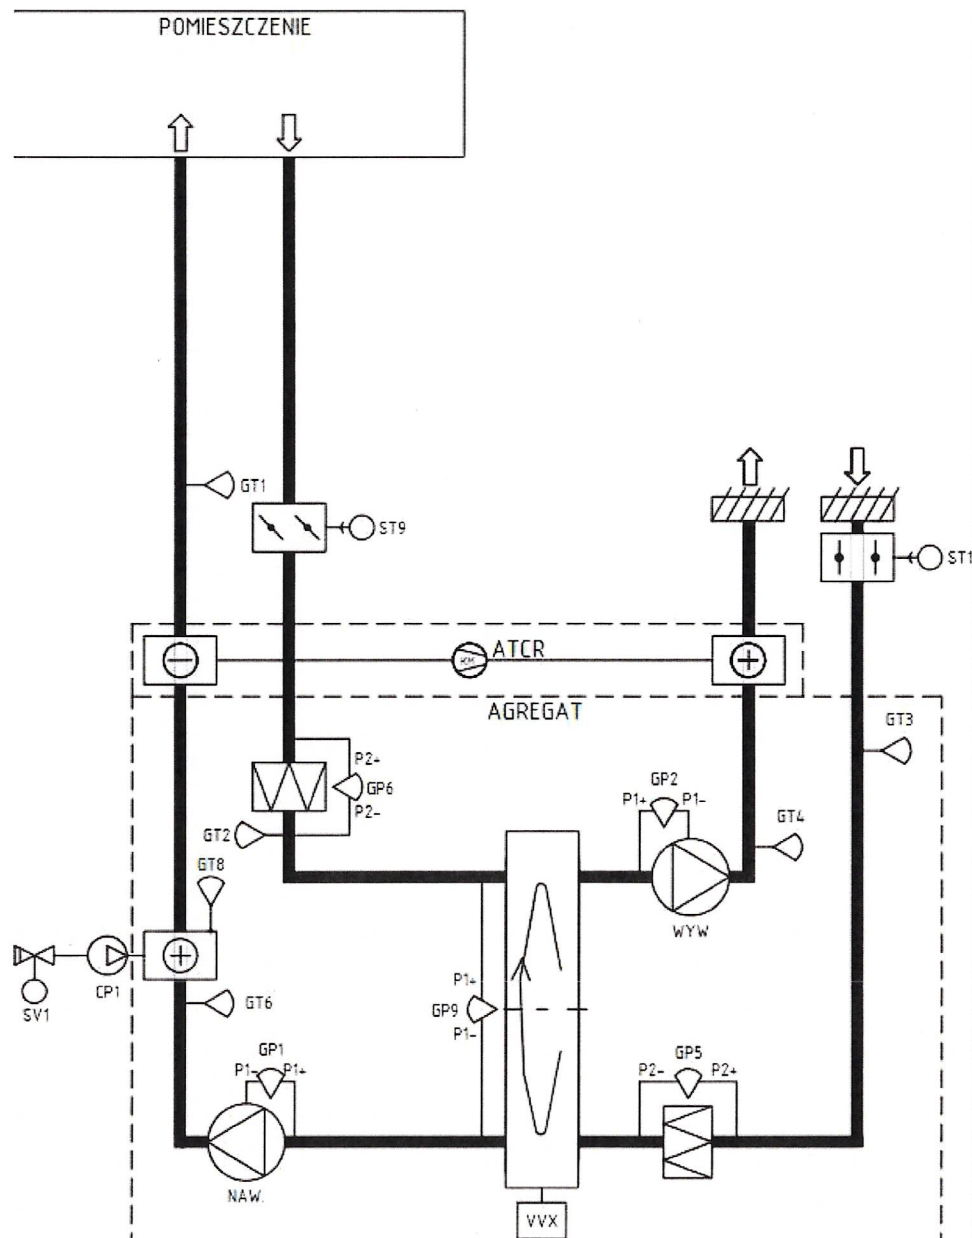 POMIESZCZENIE
GT1
ST9
ST1
KM
ATCR
AGREGAT
GT3
P2+
GP6
P2-
GP2
P1+
P1-
GT2
GT4
GT8
WYW
SV1
CP1
P1+
GP9
P1-
GT6
GP1
P1-
P1+
GP5
P2-
P2+
NAW.
VVX